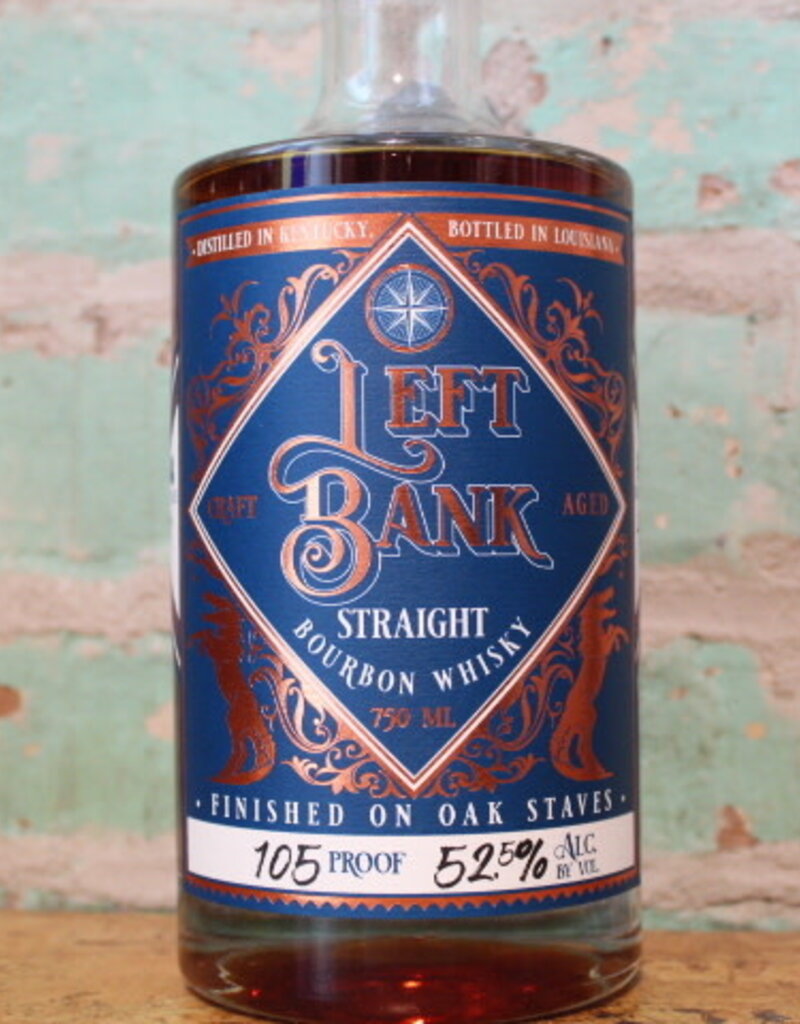 • DISTILLED IN KENTUCKY. BOTTLED IN LOUISIANA •
LEFT
BANK
CRAFT AGED
STRAIGHT
BOURBON WHISKY
750 ML
• FINISHED ON OAK STAVES •
105 PROOF 52.5% ALC. BY VOL.